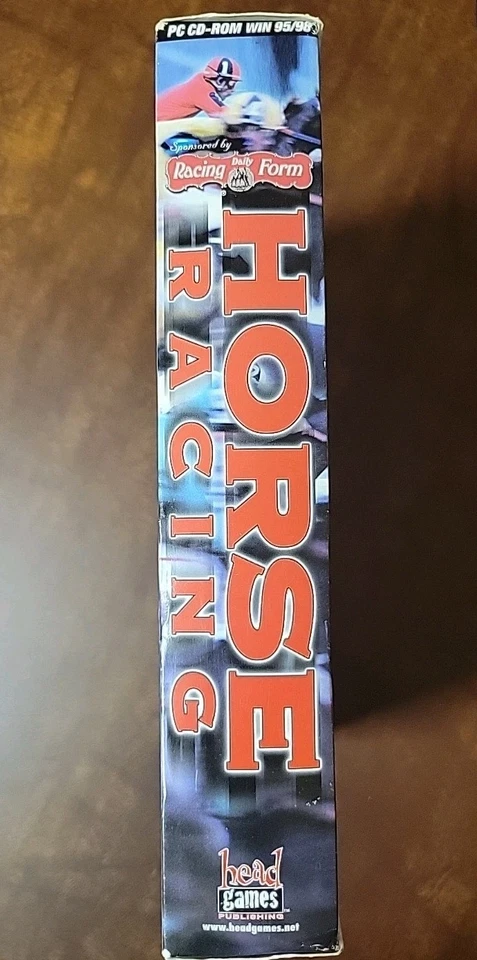 PC CD-ROM WIN 95/98
Sponsored by
Racing Daily Form
HORSE
RACING
head
games
PUBLISHING
www.headgames.net